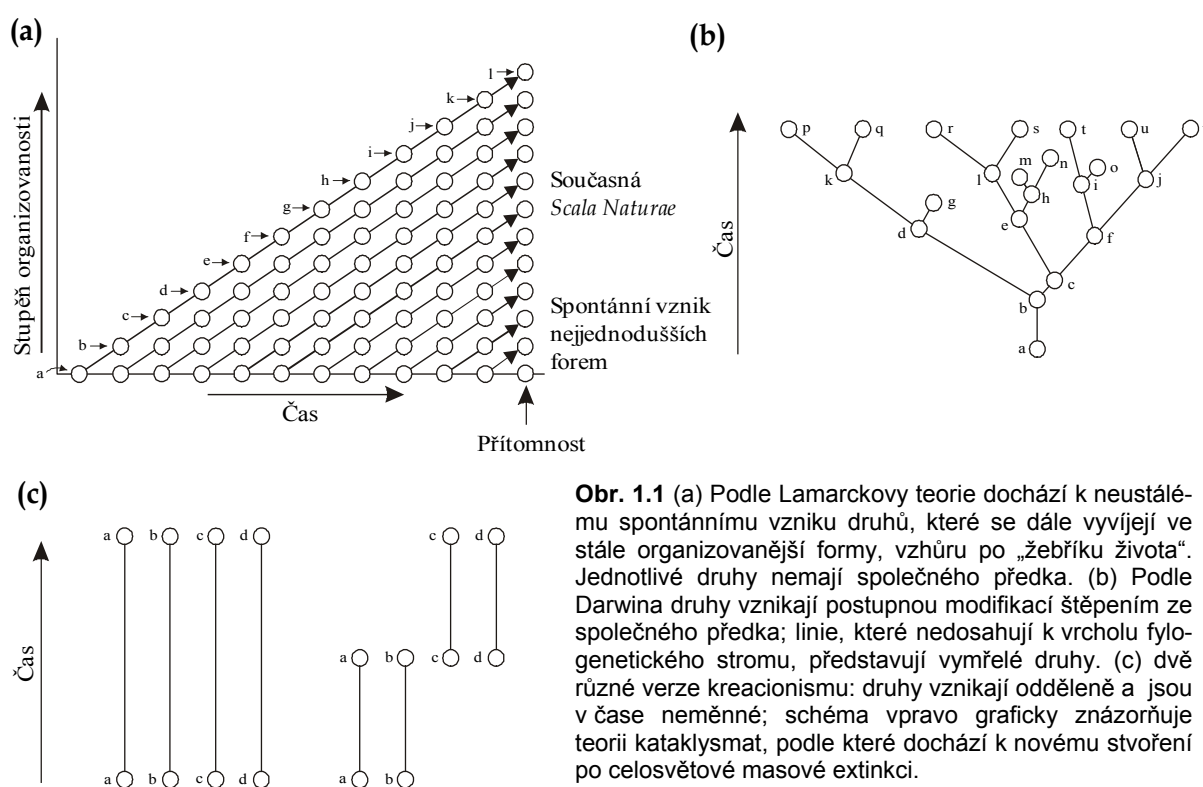 (a)
Stupěň organizovanosti
a
b
c
d
e
f
g
h
i
j
k
l
Současná
Scala Naturae
Spontánní vznik
nejjednodušších
forem
Čas
Přítomnost
(b)
Čas
p q r s t u
m n o
k l i j
g h
d e f
c
b
a
(c)
Čas
a b c d
a b c d
c d
a b c d
a b
Obr. 1.1 (a) Podle Lamarckovy teorie dochází k neustálé-
mu spontánnímu vzniku druhů, které se dále vyvíjejí ve
stále organizovanější formy, vzhůru po „žebříku života“.
Jednotlivé druhy nemají společného předka. (b) Podle
Darwina druhy vznikají postupnou modifikací štěpením ze
společného předka; linie, které nedosahují k vrcholu fylo-
genetického stromu, představují vymřelé druhy. (c) dvě
různé verze kreacionismu: druhy vznikají odděleně a jsou
v čase neměnné; schéma vpravo graficky znázorňuje
teorii kataklysmat, podle které dochází k novému stvoření
po celosvětové masové extinkci.